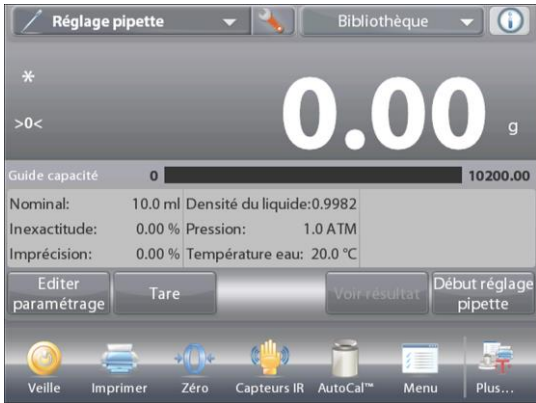 Réglage pipette
Bibliothèque
*
>0<
0.00 g
Guide capacité 0 10200.00
Nominal: 10.0 ml Densité du liquide:0.9982
Inexactitude: 0.00 % Pression: 1.0 ATM
Imprécision: 0.00 % Température eau: 20.0 °C
Editer paramétrage
Tare
Voir résultat
Début réglage pipette
Veille
Imprimer
Zéro
Capteurs IR
AutoCal™
Menu
Plus...